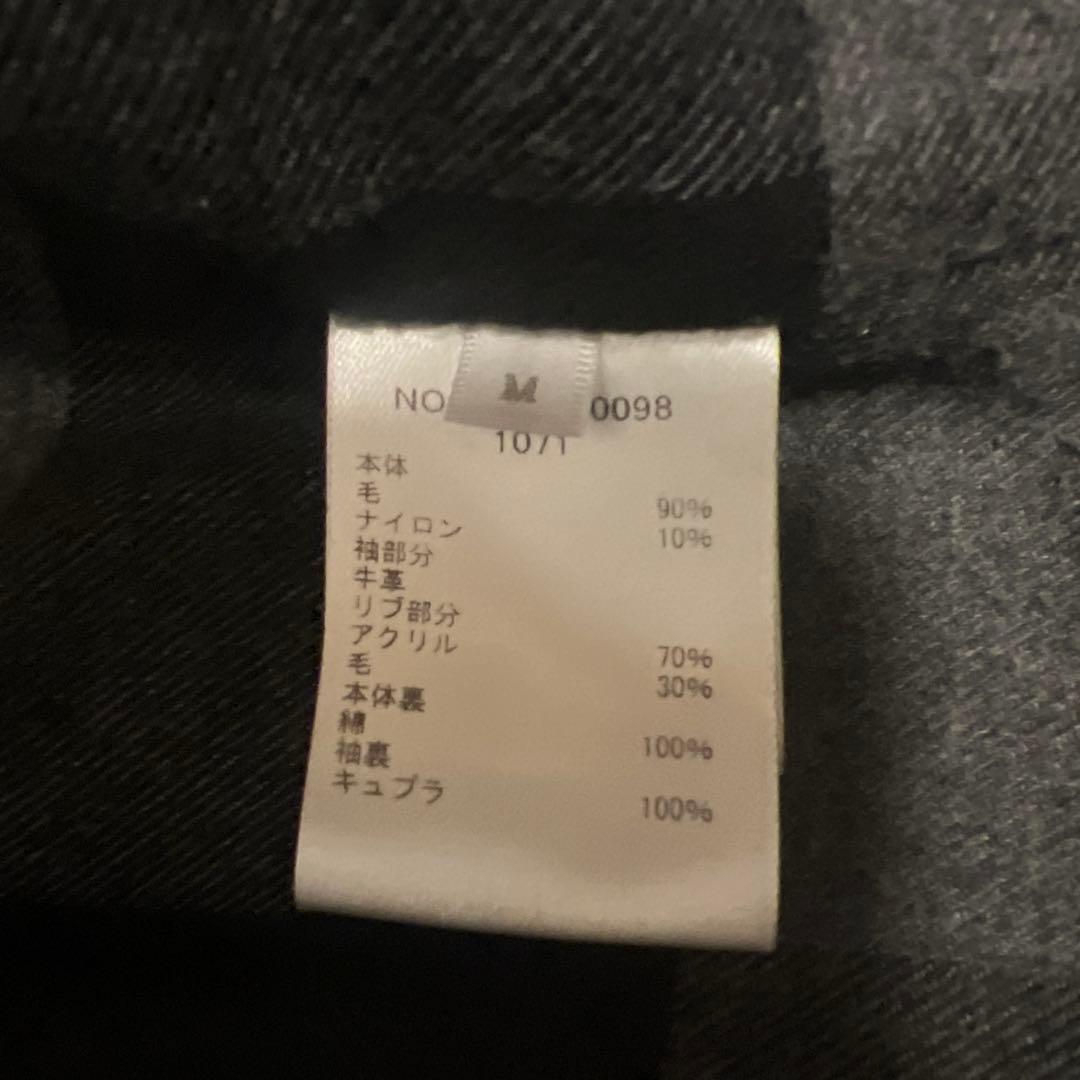 M
NO 0098
1071
本体
毛 90%
ナイロン 10%
袖部分
牛革
リブ部分
アクリル 70%
毛 30%
本体裏
綿 100%
袖裏
キュプラ 100%